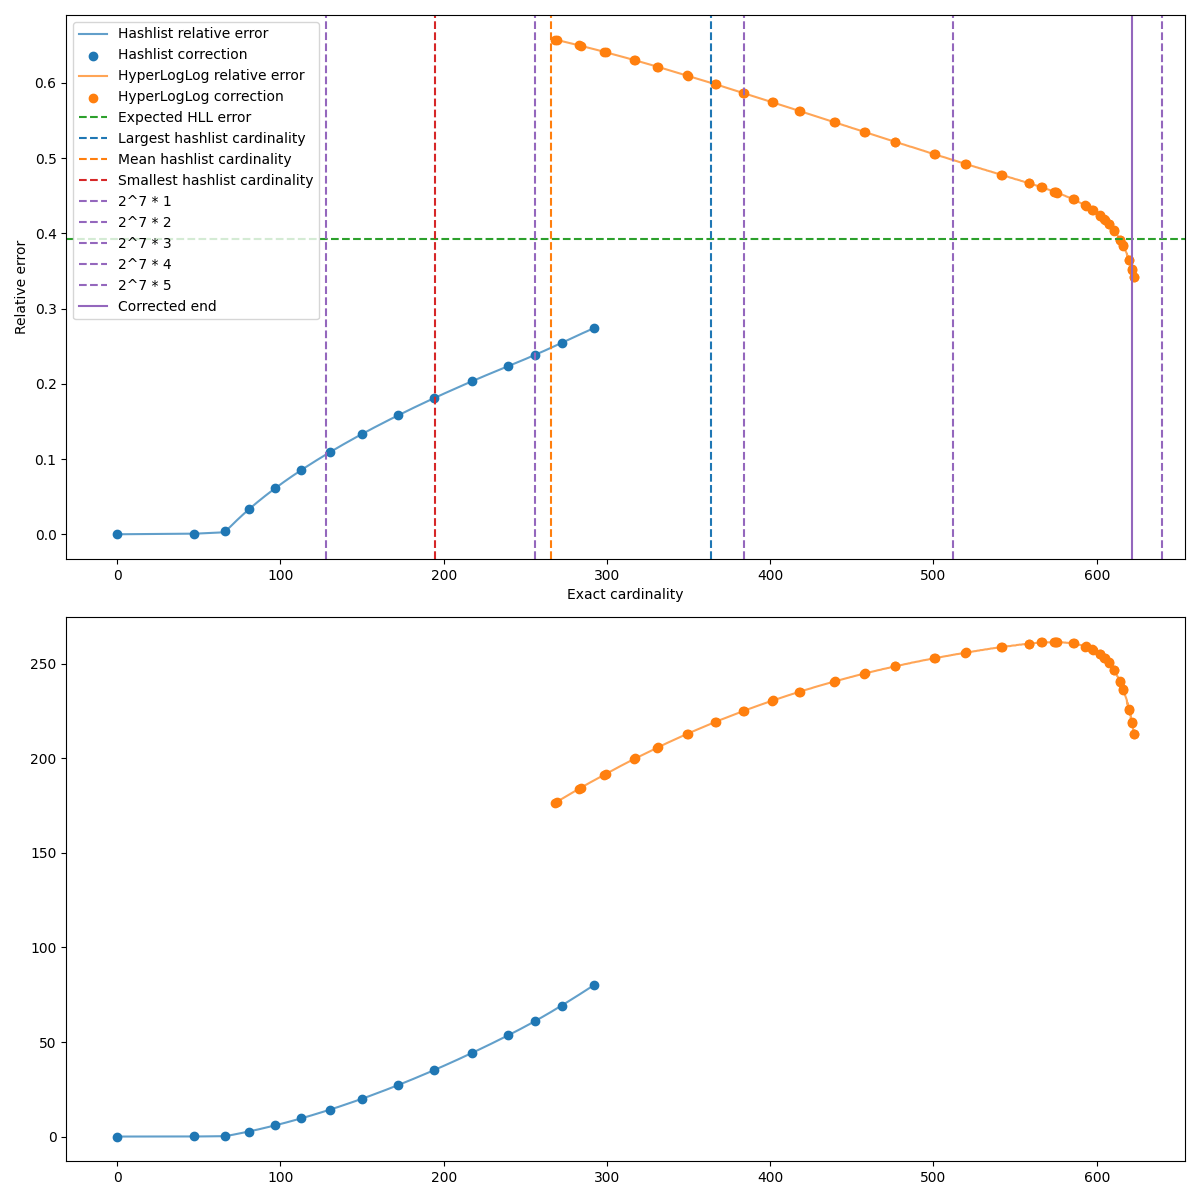 Hashlist relative error
Hashlist correction
HyperLogLog relative error
HyperLogLog correction
Expected HLL error
Largest hashlist cardinality
Mean hashlist cardinality
Smallest hashlist cardinality
2^7 * 1
2^7 * 2
2^7 * 3
2^7 * 4
2^7 * 5
Corrected end
Relative error
0.6
0.5
0.4
0.3
0.2
0.1
0.0
0 100 200 300 400 500 600
Exact cardinality
250
200
150
100
50
0
0 100 200 300 400 500 600